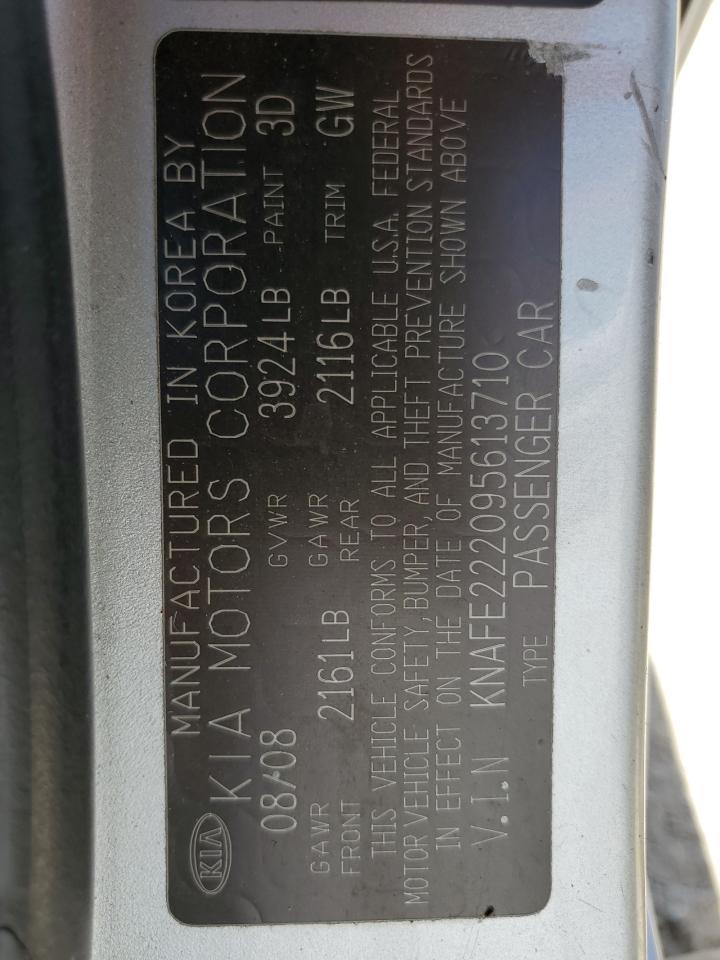 KIA
MANUFACTURED IN KOREA BY
KIA MOTORS CORPORATION
08/08 GVWR 3924LB PAINT 3D
GAWR FRONT 2161LB GAWR REAR 2116LB TRIM GW
THIS VEHICLE CONFORMS TO ALL APPLICABLE U.S.A. FEDERAL
MOTOR VEHICLE SAFETY, BUMPER, AND THEFT PREVENTION STANDARDS
IN EFFECT ON THE DATE OF MANUFACTURE SHOWN ABOVE
V.I.N KNAFE222095613710
TYPE PASSENGER CAR